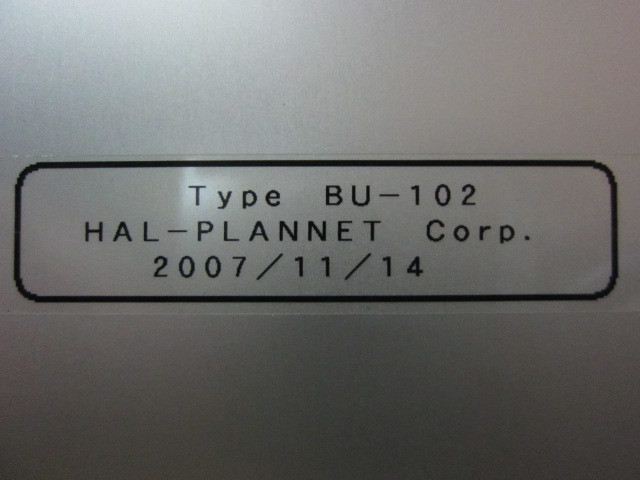 Type BU-102
HAL-PLANNET Corp.
2007/11/14